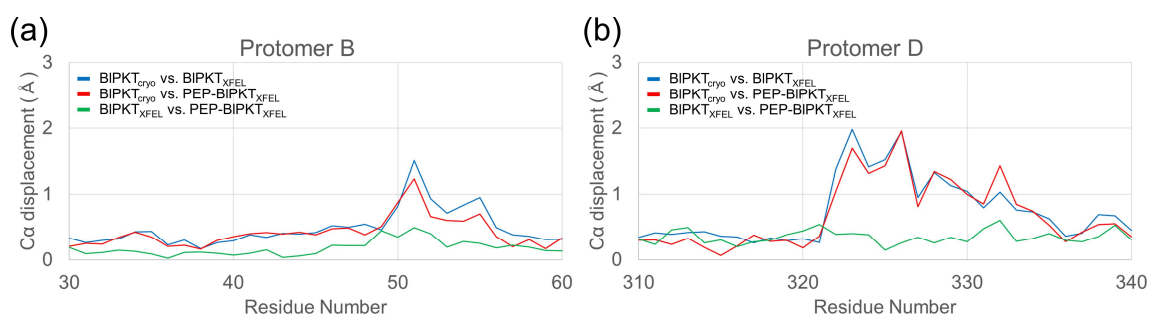 (a)
Protomer B
3
2
1
0
Cα displacement ( Å )
BlPKTcryo vs. BlPKTXFEL
BlPKTcryo vs. PEP-BlPKTXFEL
BlPKTXFEL vs. PEP-BlPKTXFEL
30 40 50 60
Residue Number
(b)
Protomer D
3
2
1
0
Cα displacement ( Å )
BlPKTcryo vs. BlPKTXFEL
BlPKTcryo vs. PEP-BlPKTXFEL
BlPKTXFEL vs. PEP-BlPKTXFEL
310 320 330 340
Residue Number